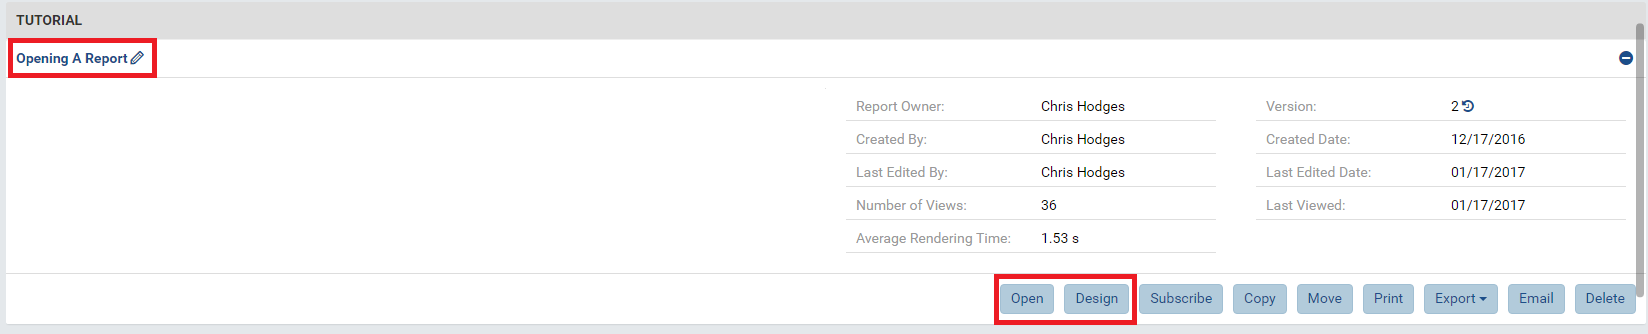 TUTORIAL
Opening A Report
Report Owner: Chris Hodges Version: 2
Created By: Chris Hodges Created Date: 12/17/2016
Last Edited By: Chris Hodges Last Edited Date: 01/17/2017
Number of Views: 36 Last Viewed: 01/17/2017
Average Rendering Time: 1.53 s
Open Design Subscribe Copy Move Print Export Email Delete